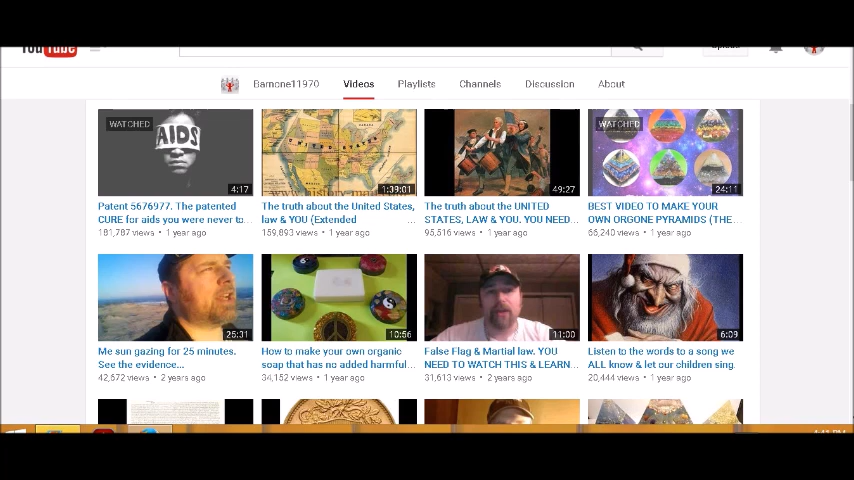 YouTube
Upload
Barnone11970 Videos Playlists Channels Discussion About
WATCHED
AIDS
4:17
UNITED STATES
1:39:01
49:27
WATCHED
24:11
Patent 5676977. The patented
CURE for aids you were never to...
181,787 views • 1 year ago
The truth about the United States,
law & YOU (Extended ...
159,893 views • 1 year ago
The truth about the UNITED
STATES, LAW & YOU. YOU NEED...
95,516 views • 1 year ago
BEST VIDEO TO MAKE YOUR
OWN ORGONE PYRAMIDS (THE...
66,240 views • 1 year ago
25:31
10:56
11:00
6:09
Me sun gazing for 25 minutes.
See the evidence...
42,672 views • 2 years ago
How to make your own organic
soap that has no added harmful...
34,152 views • 1 year ago
False Flag & Martial law. YOU
NEED TO WATCH THIS & LEARN...
31,613 views • 2 years ago
Listen to the words to a song we
ALL know & let our children sing.
20,444 views • 1 year ago